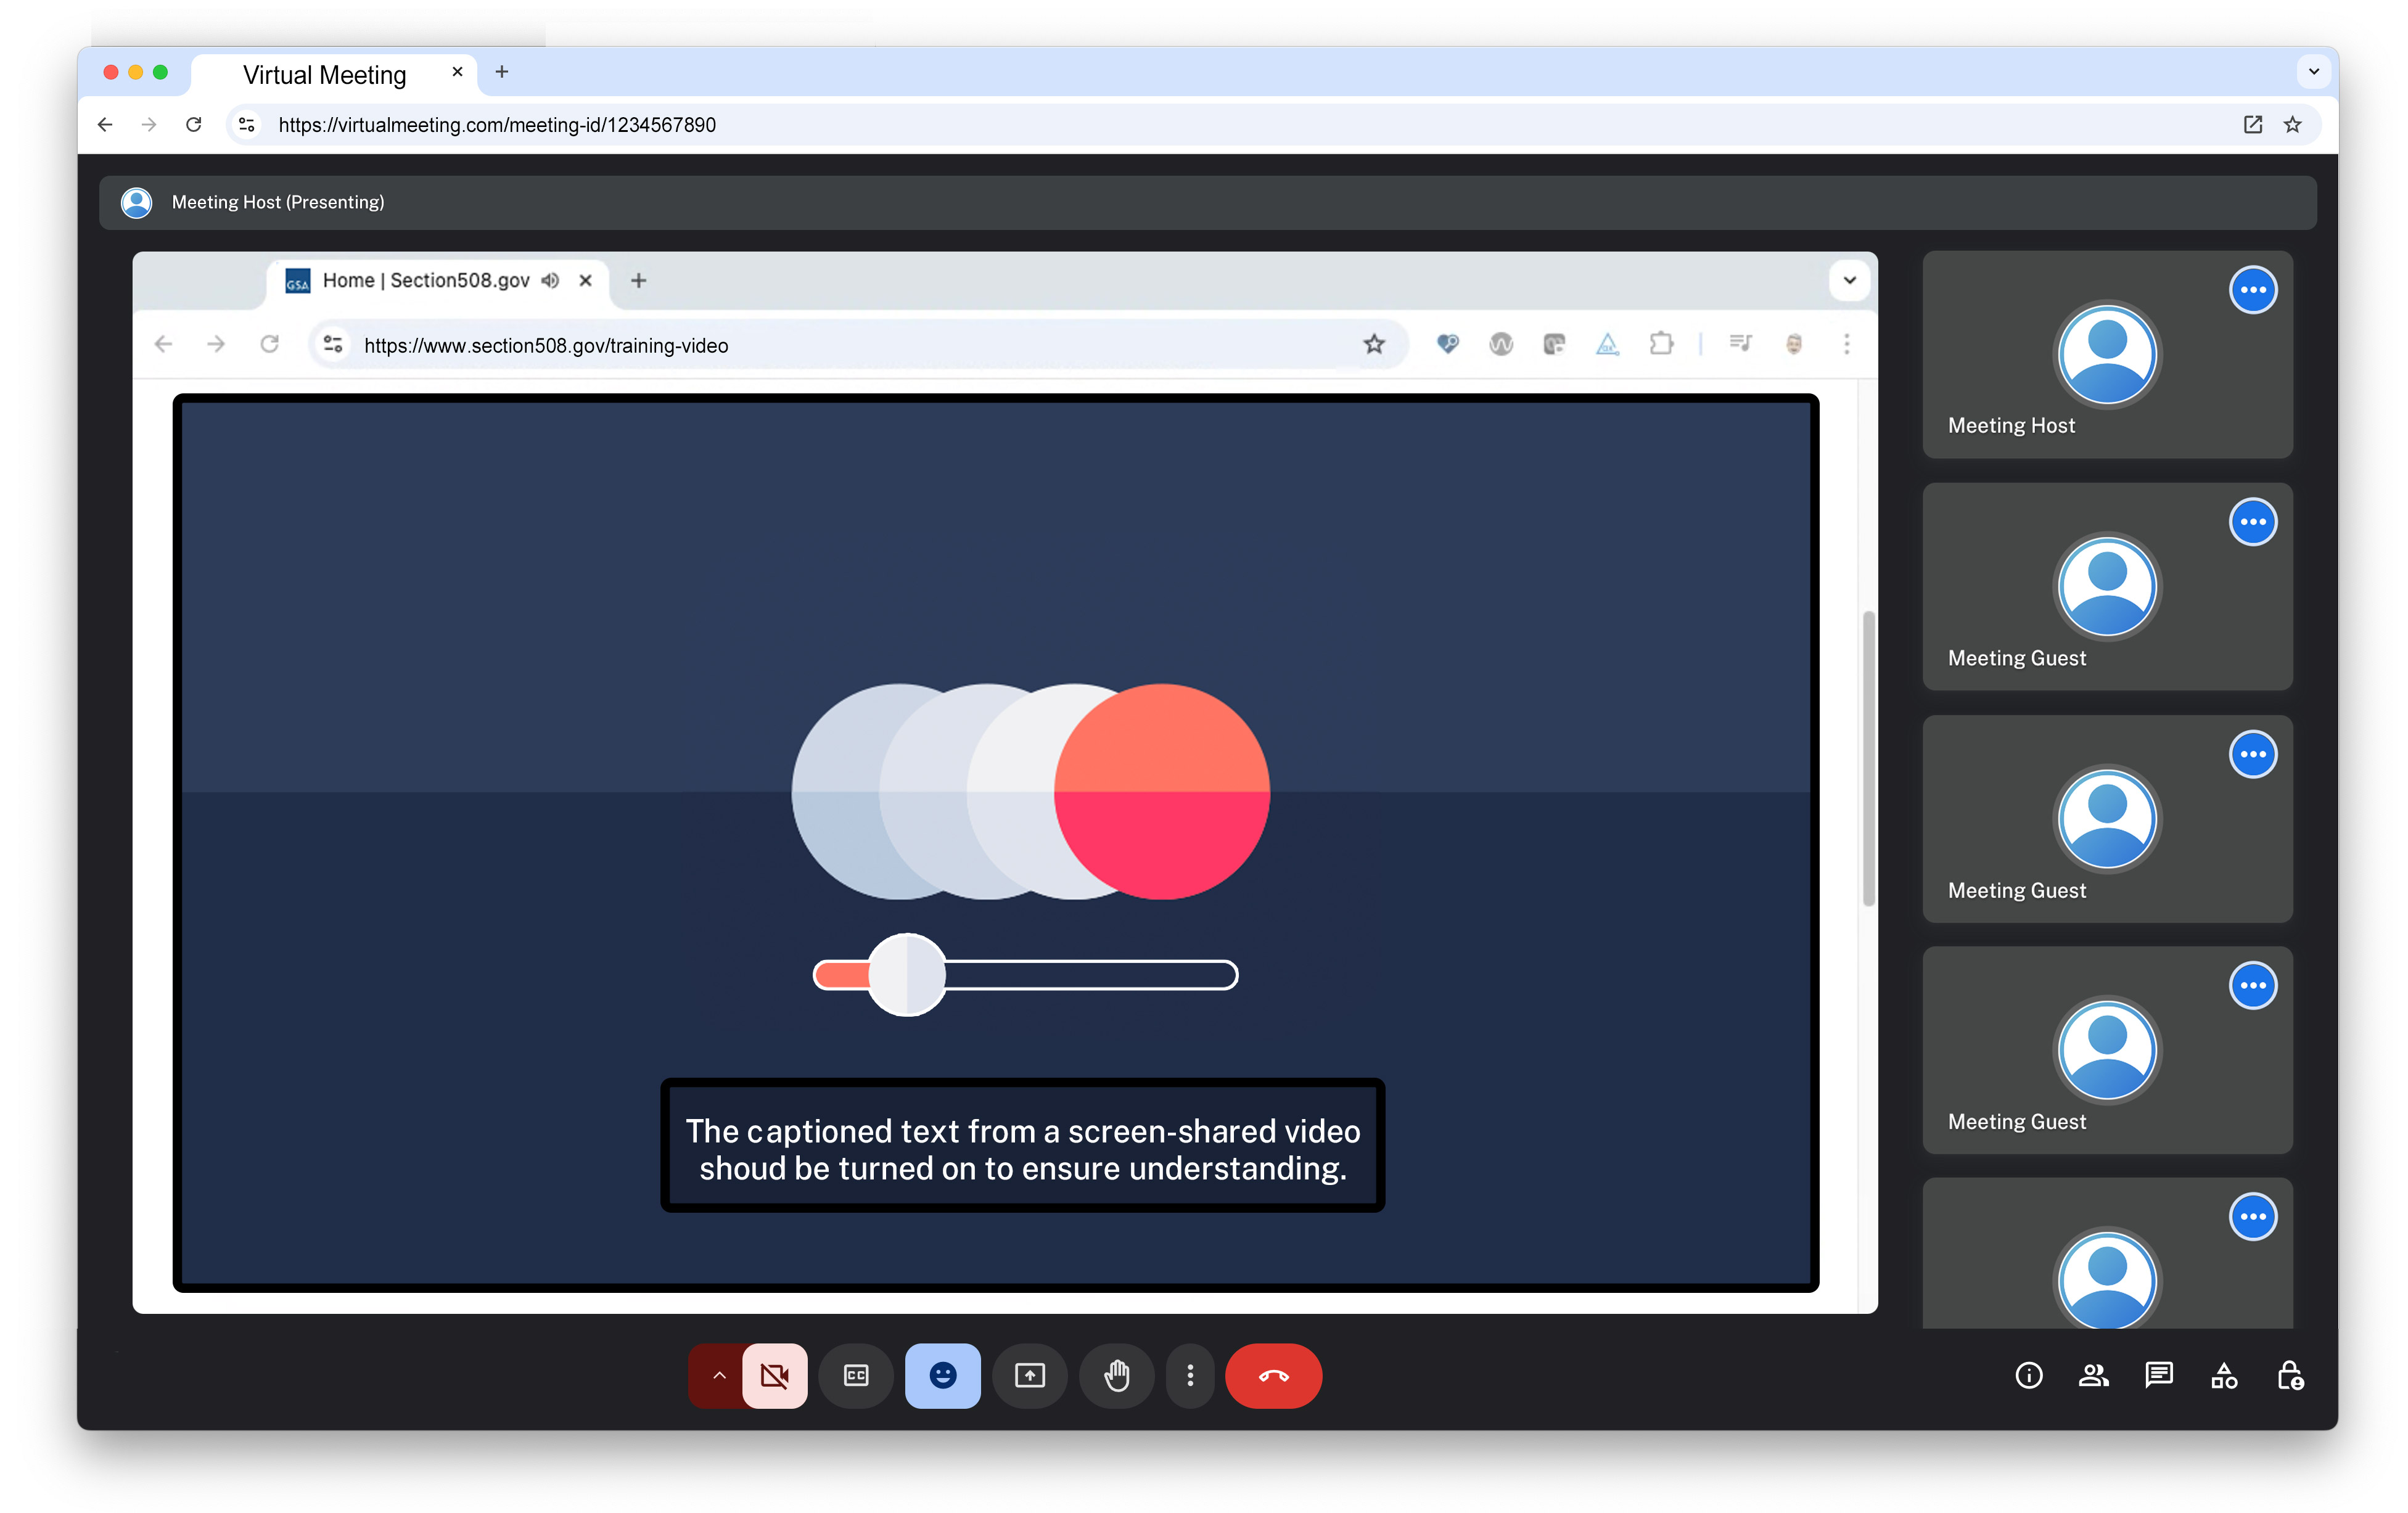 Virtual Meeting
https://virtualmeeting.com/meeting-id/1234567890
Meeting Host (Presenting)
GSA Home | Section508.gov
https://www.section508.gov/training-video
The captioned text from a screen-shared video
shoud be turned on to ensure understanding.
Meeting Host
Meeting Guest
Meeting Guest
Meeting Guest
CC